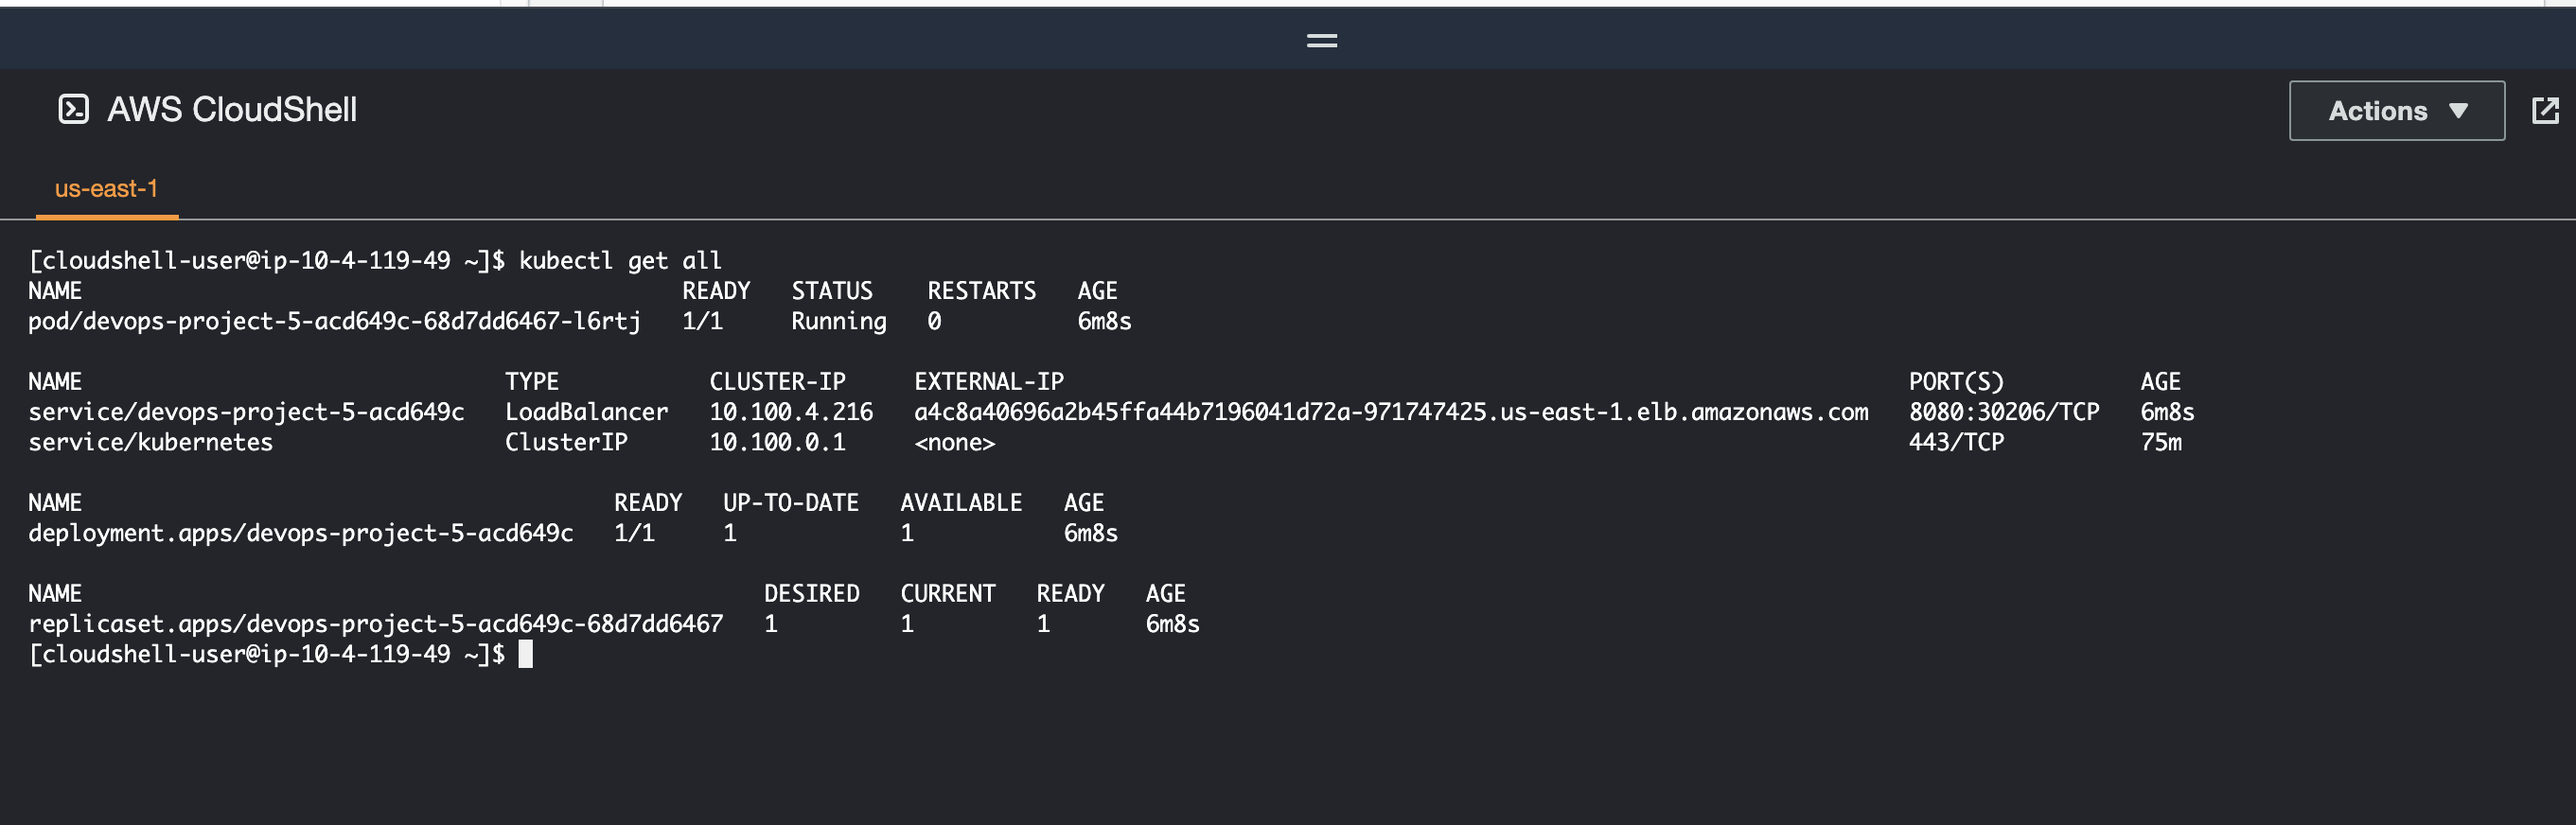 AWS CloudShell
Actions ▼
us-east-1
[cloudshell-user@ip-10-4-119-49 ~]$ kubectl get all
NAME                                            READY   STATUS    RESTARTS   AGE
pod/devops-project-5-acd649c-68d7dd6467-l6rtj   1/1     Running   0          6m8s
NAME                               TYPE           CLUSTER-IP     EXTERNAL-IP                                                              PORT(S)          AGE
service/devops-project-5-acd649c   LoadBalancer   10.100.4.216   a4c8a40696a2b45ffa44b7196041d72a-971747425.us-east-1.elb.amazonaws.com   8080:30206/TCP   6m8s
service/kubernetes                 ClusterIP      10.100.0.1     <none>                                                                   443/TCP          75m
NAME                                       READY   UP-TO-DATE   AVAILABLE   AGE
deployment.apps/devops-project-5-acd649c   1/1     1            1           6m8s
NAME                                                  DESIRED   CURRENT   READY   AGE
replicaset.apps/devops-project-5-acd649c-68d7dd6467   1         1         1       6m8s
[cloudshell-user@ip-10-4-119-49 ~]$